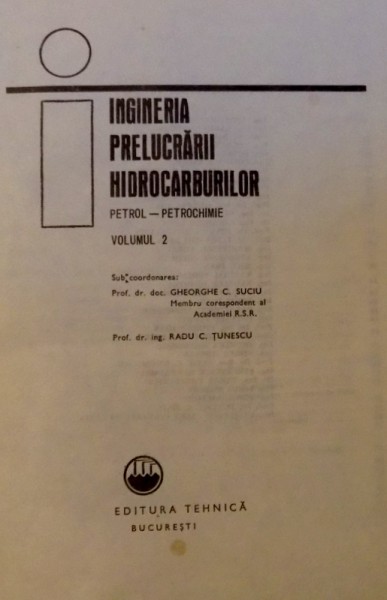 INGINERIA
PRELUCRĂRII
HIDROCARBURILOR
PETROL — PETROCHIMIE
VOLUMUL 2
Sub coordonarea:
Prof. dr. doc. GHEORGHE C. SUCIU
Membru corespondent al
Academiei R.S.R.
Prof. dr. ing. RADU C. ȚUNESCU
EDITURA TEHNICĂ
BUCUREȘTI